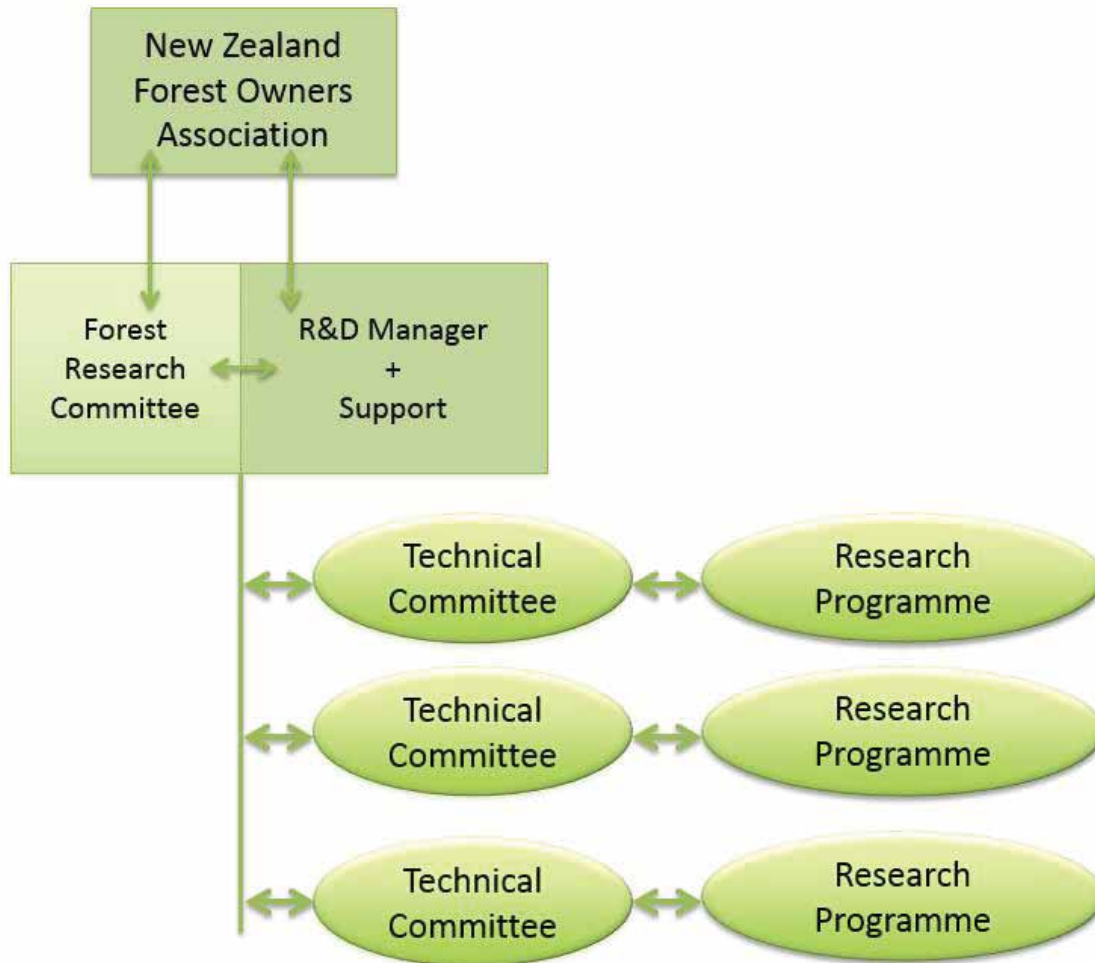 New Zealand
Forest Owners
Association
Forest
Research
Committee
R&D Manager
+
Support
Technical
Committee
Research
Programme
Technical
Committee
Research
Programme
Technical
Committee
Research
Programme